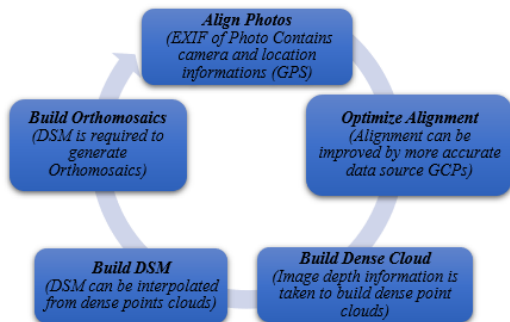 Align Photos
(EXIF of Photo Contains
camera and location
informations (GPS)
Optimize Alignment
(Alignment can be
improved by more accurate
data source GCPs)
Build Dense Cloud
(Image depth information is
taken to build dense point
clouds)
Build DSM
(DSM can be interpolated
from dense points clouds)
Build Orthomosaics
(DSM is required to
generate
Orthomosaics)